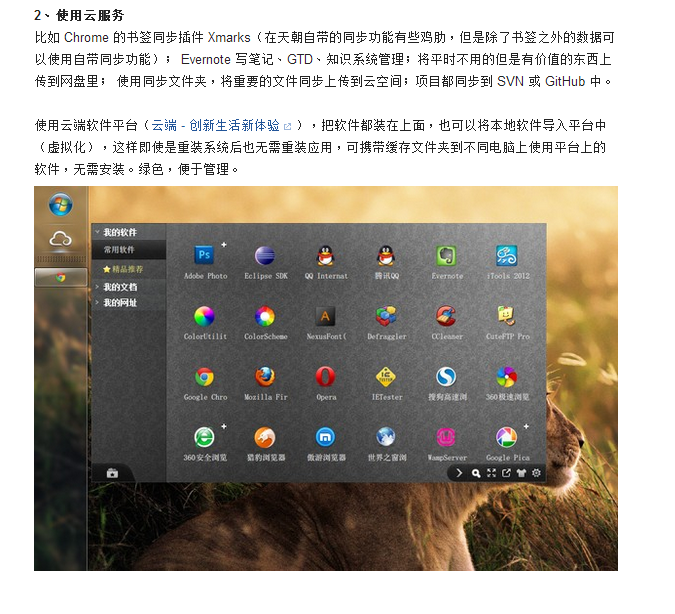 2、使用云服务
比如 Chrome 的书签同步插件 Xmarks（在天朝自带的同步功能有些鸡肋，但是除了书签之外的数据可
以使用自带同步功能）； Evernote 写笔记、GTD、知识系统管理；将平时不用的但是有价值的东西上
传到网盘里； 使用同步文件夹，将重要的文件同步上传到云空间；项目都同步到 SVN 或 GitHub 中。
使用云端软件平台（云端 - 创新生活新体验 ），把软件都装在上面，也可以将本地软件导入平台中
（虚拟化），这样即使是重装系统后也无需重装应用，可携带缓存文件夹到不同电脑上使用平台上的
软件，无需安装。绿色，便于管理。
我的软件
常用软件
精品推荐
我的文档
我的网址
Adobe Photo Eclipse SDK QQ Internat 腾讯QQ Evernote iTools 2012
ColorUtilit ColorScheme NexusFont( Defraggler CCleaner CuteFTP Pro
Google Chro Mozilla Fir Opera IETester 搜狗高速浏 360极速浏览
360安全浏览 猎豹浏览器 傲游浏览器 世界之窗浏 WampServer Google Pica